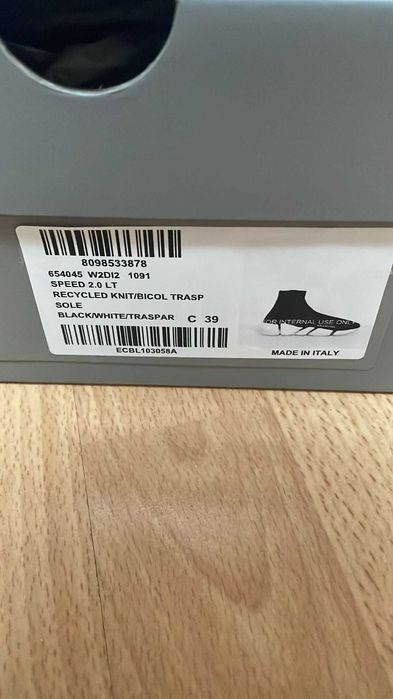 8098533878
654045 W2DI2 1091
SPEED 2.0 LT
RECYCLED KNIT/BICOL TRASP
SOLE
BLACK/WHITE/TRASPAR C 39
ECBL103058A
FOR INTERNAL USE ONLY
MADE IN ITALY